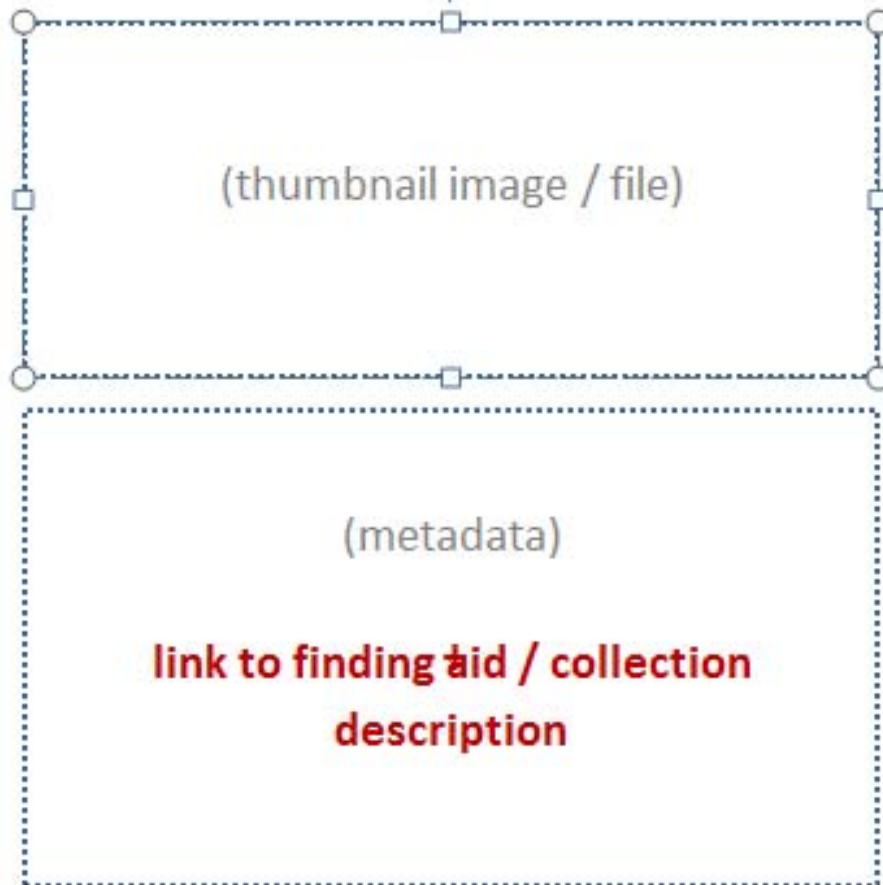 (thumbnail image / file)
(metadata)
link to finding aid / collection
description